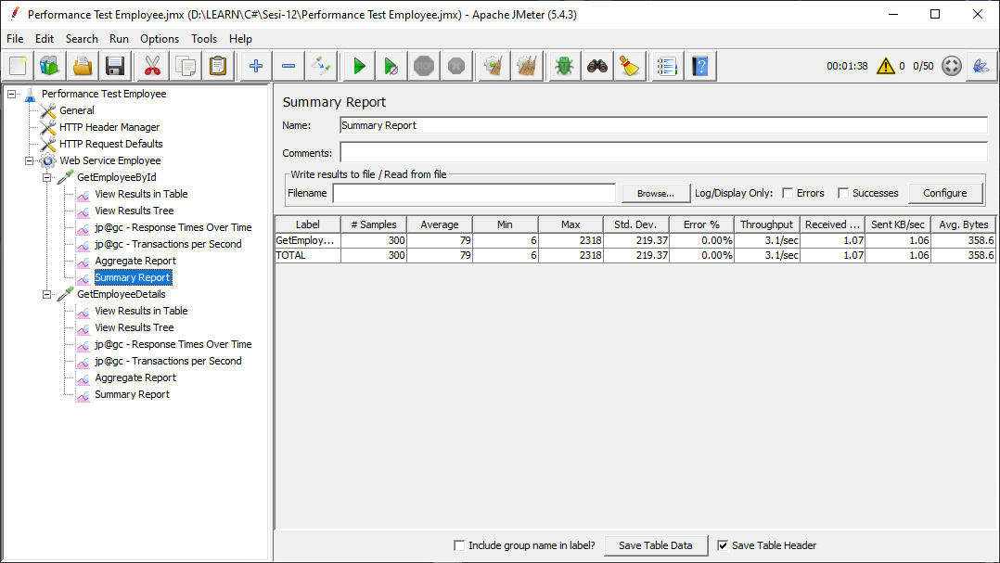 Performance Test Employee.jmx (D:\LEARN\C#\Sesi-12\Performance Test Employee.jmx) - Apache JMeter (5.4.3)
File Edit Search Run Options Tools Help
STOP 00:01:38 0 0/50
Performance Test Employee
General
HTTP Header Manager
HTTP Request Defaults
Web Service Employee
GetEmployeeById
View Results in Table
View Results Tree
jp@gc - Response Times Over Time
jp@gc - Transactions per Second
Aggregate Report
Summary Report
GetEmployeeDetails
View Results in Table
View Results Tree
jp@gc - Response Times Over Time
jp@gc - Transactions per Second
Aggregate Report
Summary Report
Summary Report
Name: Summary Report
Comments:
Write results to file / Read from file
Filename Browse... Log/Display Only: Errors Successes Configure
Label # Samples Average Min Max Std. Dev. Error % Throughput Received ... Sent KB/sec Avg. Bytes
GetEmploy... 300 79 6 2318 219.37 0.00% 3.1/sec 1.07 1.06 358.6
TOTAL 300 79 6 2318 219.37 0.00% 3.1/sec 1.07 1.06 358.6
Include group name in label? Save Table Data Save Table Header